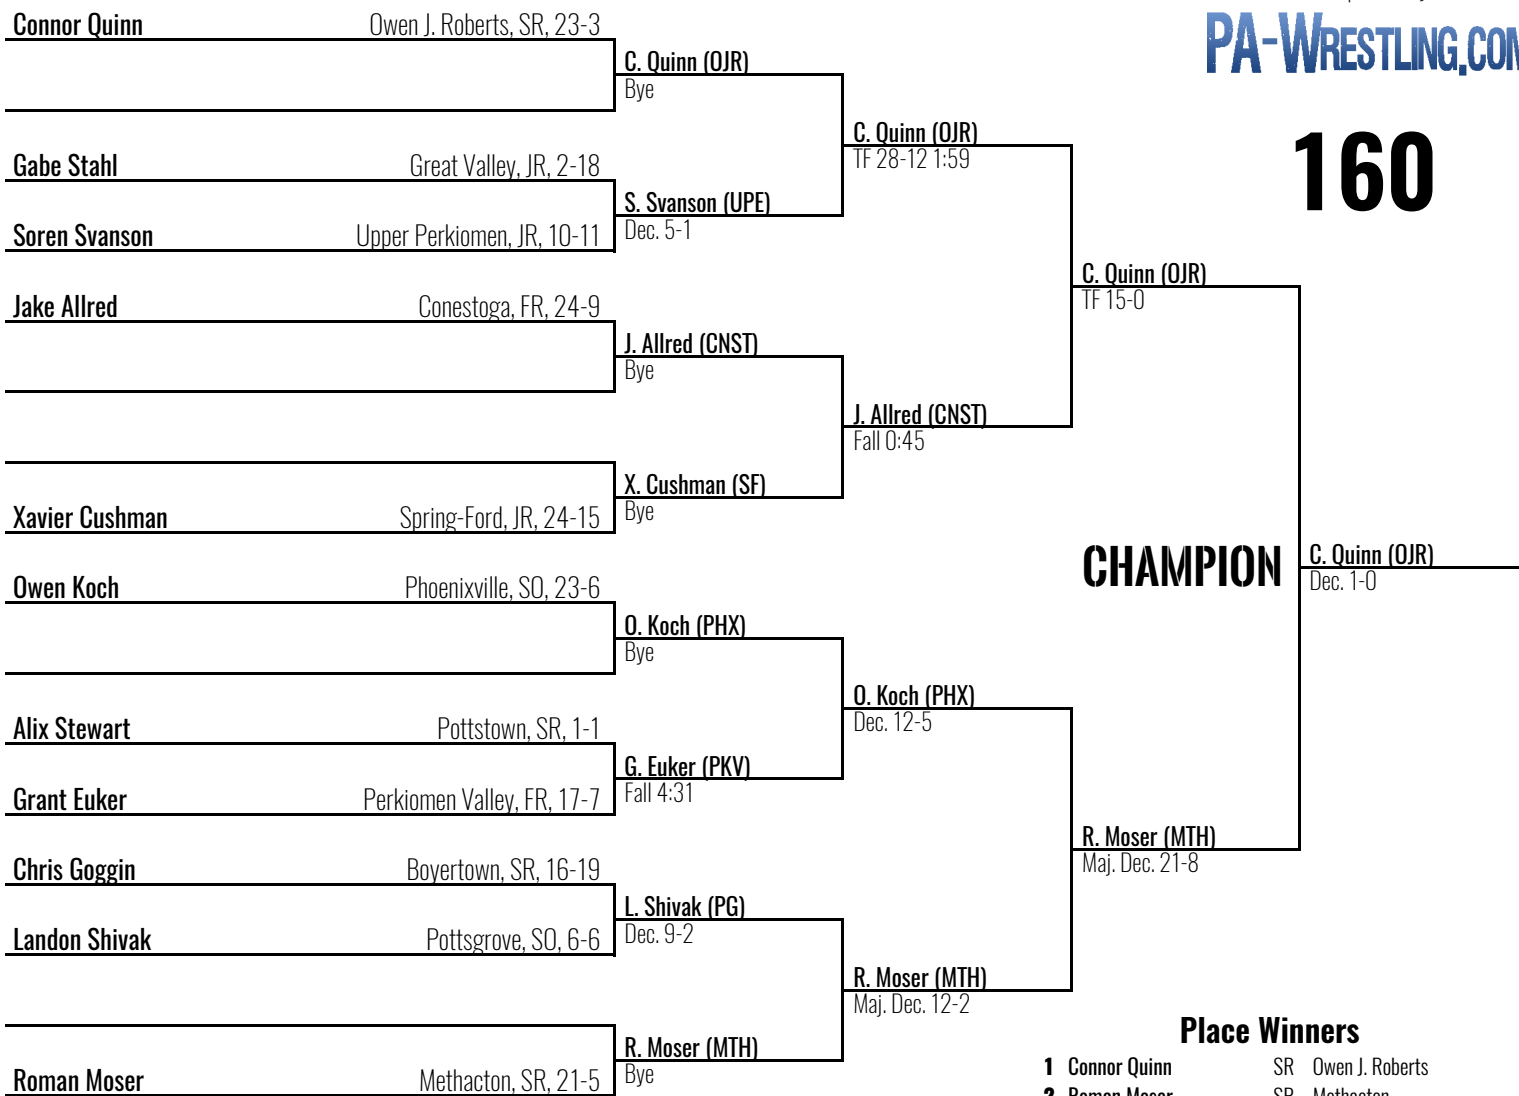 Connor Quinn Owen J. Roberts, SR, 23-3
C. Quinn (OJR)
Bye
PA-WRESTLING.COM
C. Quinn (OJR)
TF 28-12 1:59
160
Gabe Stahl Great Valley, JR, 2-18
S. Svanson (UPE)
Dec. 5-1
Soren Svanson Upper Perkiomen, JR, 10-11
C. Quinn (OJR)
TF 15-0
Jake Allred Conestoga, FR, 24-9
J. Allred (CNST)
Bye
J. Allred (CNST)
Fall 0:45
X. Cushman (SF)
Bye
Xavier Cushman Spring-Ford, JR, 24-15
CHAMPION
C. Quinn (OJR)
Dec. 1-0
Owen Koch Phoenixville, SO, 23-6
O. Koch (PHX)
Bye
O. Koch (PHX)
Dec. 12-5
Alix Stewart Pottstown, SR, 1-1
G. Euker (PKV)
Fall 4:31
Grant Euker Perkiomen Valley, FR, 17-7
R. Moser (MTH)
Maj. Dec. 21-8
Chris Goggin Boyertown, SR, 16-19
L. Shivak (PG)
Dec. 9-2
Landon Shivak Pottsgrove, SO, 6-6
R. Moser (MTH)
Maj. Dec. 12-2
R. Moser (MTH)
Bye
Roman Moser Methacton, SR, 21-5
Place Winners
1 Connor Quinn SR Owen J. Roberts
2 Roman Moser SR Methacton